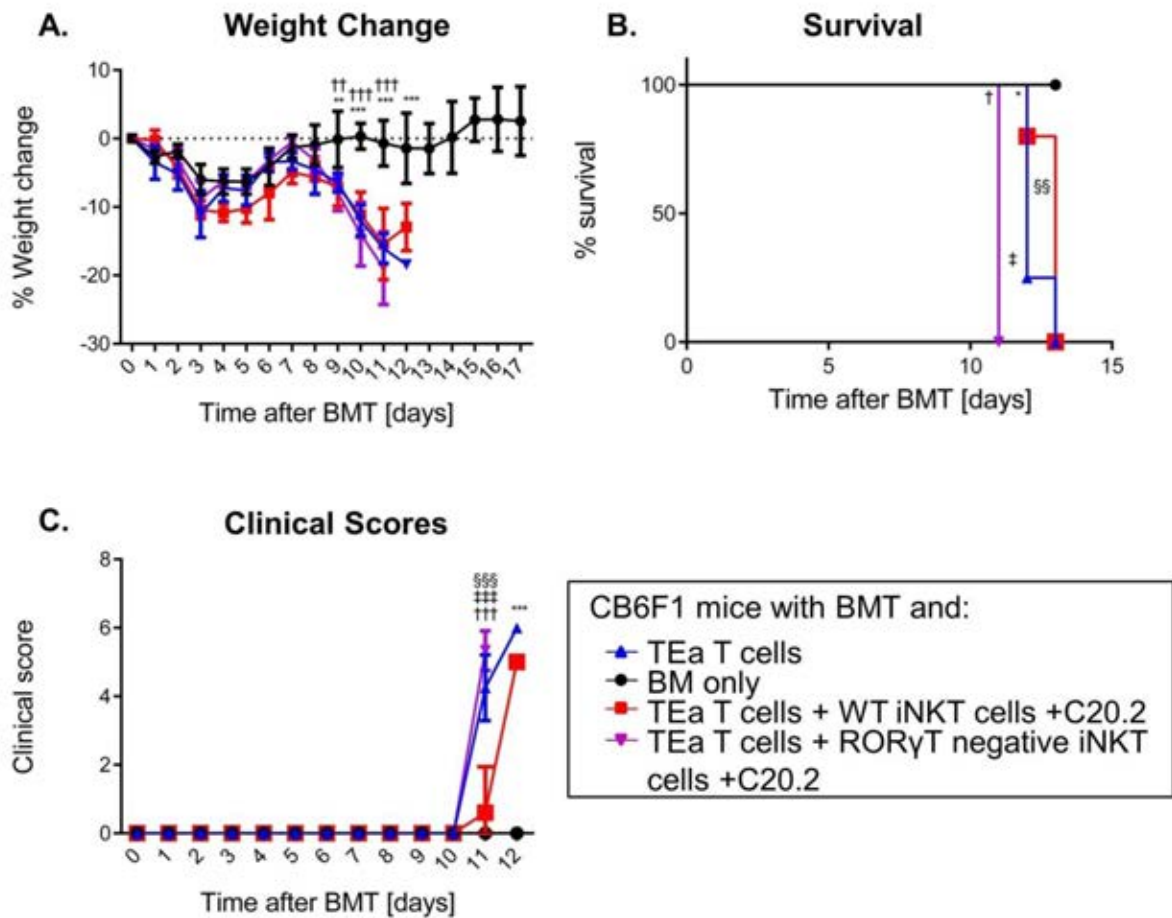 A. Weight Change
†† ††† †††
** *** *** ***
10
0
-10
-20
-30
% Weight change
0 1 2 3 4 5 6 7 8 9 10 11 12 13 14 15 16 17
Time after BMT [days]
B. Survival
100
50
0
% survival
† *
§§
‡
0 5 10 15
Time after BMT [days]
C. Clinical Scores
8
6
4
2
0
Clinical score
§§§
‡‡‡
††† ***
0 1 2 3 4 5 6 7 8 9 10 11 12
Time after BMT [days]
CB6F1 mice with BMT and:
TEa T cells
BM only
TEa T cells + WT iNKT cells +C20.2
TEa T cells + RORγT negative iNKT
cells +C20.2